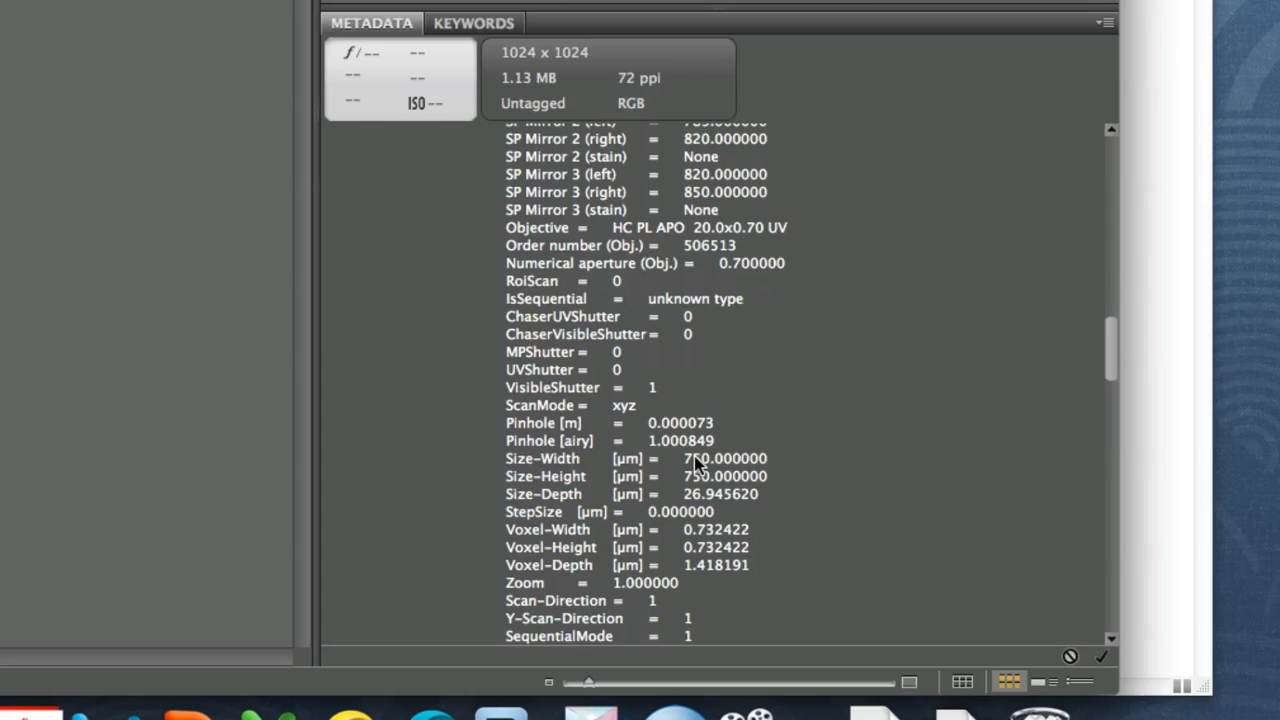 METADATA KEYWORDS
f/-- --
-- --
-- ISO --
1024 x 1024
1.13 MB 72 ppi
Untagged RGB
SP Mirror 2 (left) =
SP Mirror 2 (right) = 820.000000
SP Mirror 2 (stain) = None
SP Mirror 3 (left) = 820.000000
SP Mirror 3 (right) = 850.000000
SP Mirror 3 (stain) = None
Objective = HC PL APO 20.0x0.70 UV
Order number (Obj.) = 506513
Numerical aperture (Obj.) = 0.700000
RoiScan = 0
IsSequential = unknown type
ChaserUVShutter = 0
ChaserVisibleShutter= 0
MPShutter = 0
UVShutter = 0
VisibleShutter = 1
ScanMode = xyz
Pinhole [m] = 0.000073
Pinhole [airy] = 1.000849
Size-Width [µm] = 750.000000
Size-Height [µm] = 750.000000
Size-Depth [µm] = 26.945620
StepSize [µm] = 0.000000
Voxel-Width [µm] = 0.732422
Voxel-Height [µm] = 0.732422
Voxel-Depth [µm] = 1.418191
Zoom = 1.000000
Scan-Direction = 1
Y-Scan-Direction = 1
SequentialMode = 1